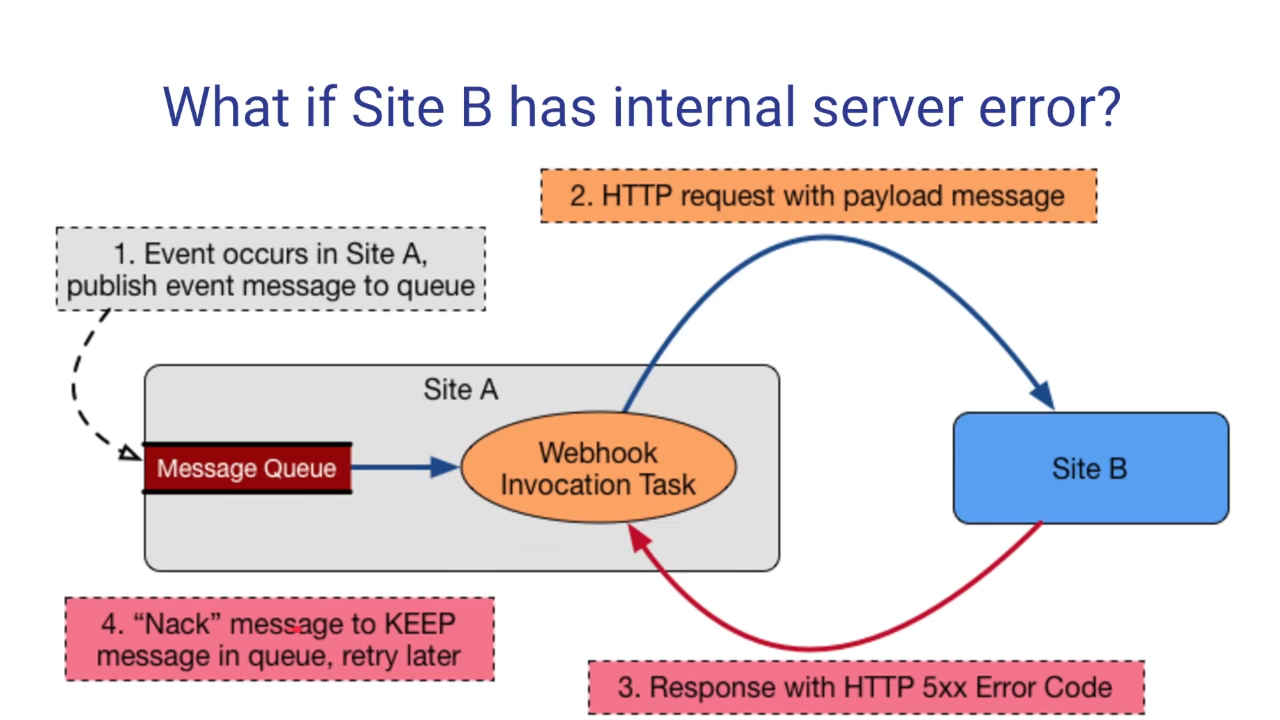 What if Site B has internal server error?
2. HTTP request with payload message
1. Event occurs in Site A,
publish event message to queue
Site A
Message Queue
Webhook
Invocation Task
Site B
4. “Nack” message to KEEP
message in queue, retry later
3. Response with HTTP 5xx Error Code